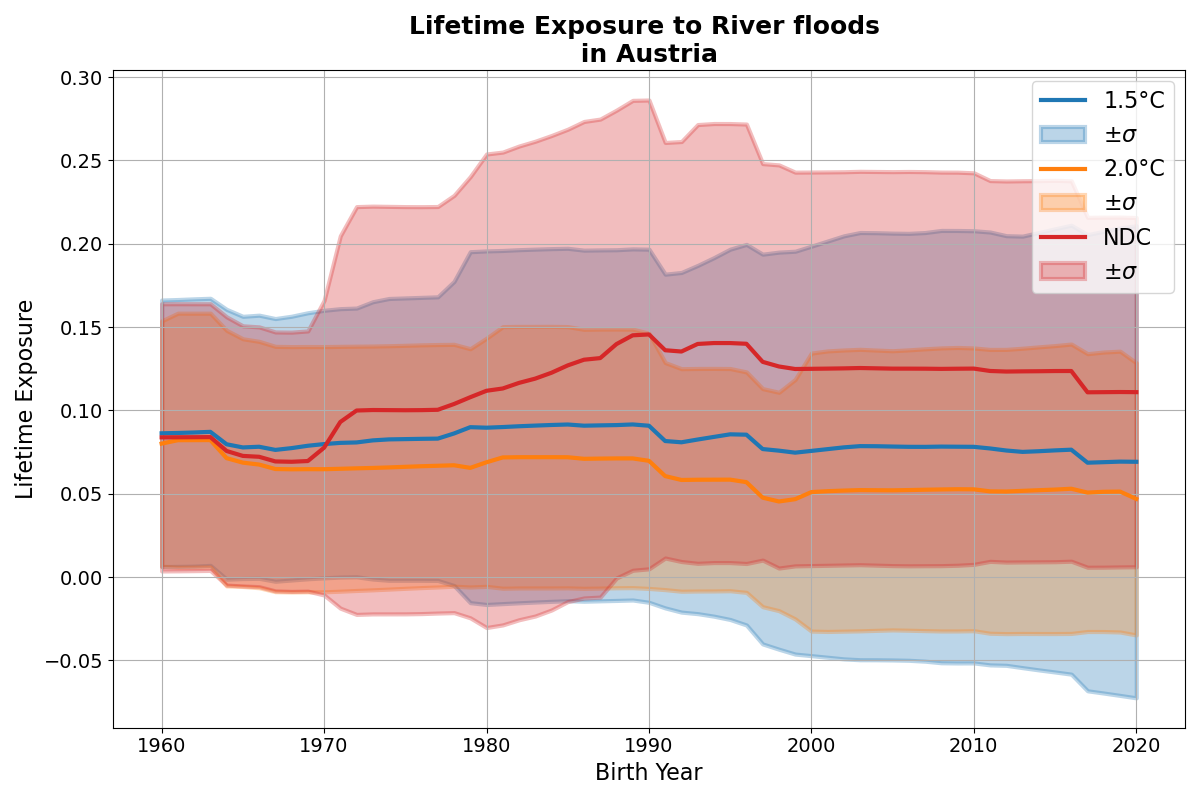 Lifetime Exposure to River floods
in Austria
Lifetime Exposure
0.30
0.25
0.20
0.15
0.10
0.05
0.00
−0.05
1960
1970
1980
1990
2000
2010
2020
Birth Year
1.5°C
±σ
2.0°C
±σ
NDC
±σ